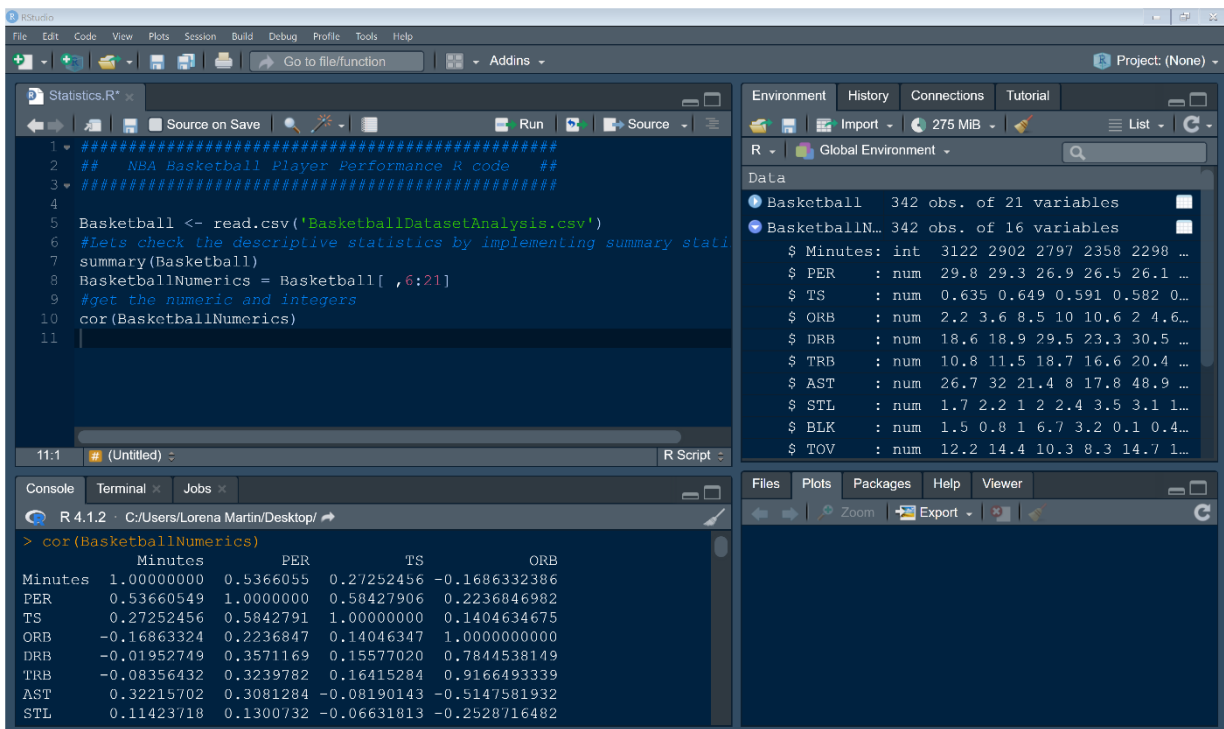 RStudio
File Edit Code View Plots Session Build Debug Profile Tools Help
Go to file/function Addins Project: (None)
Statistics.R*
Source on Save Run Source
1 ##################################################
2 ## NBA Basketball Player Performance R code ##
3 ##################################################
4
5 Basketball <- read.csv('BasketballDatasetAnalysis.csv')
6 #Lets check the descriptive statistics by implementing summary stati
7 summary(Basketball)
8 BasketballNumerics = Basketball[ ,6:21]
9 #get the numeric and integers
10 cor(BasketballNumerics)
11
11:1 # (Untitled) R Script
Console Terminal Jobs
R 4.1.2 · C:/Users/Lorena Martin/Desktop/
> cor(BasketballNumerics)
Minutes PER TS ORB
Minutes 1.00000000 0.5366055 0.27252456 -0.1686332386
PER 0.53660549 1.0000000 0.58427906 0.2236846982
TS 0.27252456 0.5842791 1.00000000 0.1404634675
ORB -0.16863324 0.2236847 0.14046347 1.0000000000
DRB -0.01952749 0.3571169 0.15577020 0.7844538149
TRB -0.08356432 0.3239782 0.16415284 0.9166493339
AST 0.32215702 0.3081284 -0.08190143 -0.5147581932
STL 0.11423718 0.1300732 -0.06631813 -0.2528716482
Environment History Connections Tutorial
Import 275 MiB List
R Global Environment
Data
Basketball 342 obs. of 21 variables
BasketballN… 342 obs. of 16 variables
$ Minutes: int 3122 2902 2797 2358 2298 …
$ PER : num 29.8 29.3 26.9 26.5 26.1 …
$ TS : num 0.635 0.649 0.591 0.582 0…
$ ORB : num 2.2 3.6 8.5 10 10.6 2 4.6…
$ DRB : num 18.6 18.9 29.5 23.3 30.5 …
$ TRB : num 10.8 11.5 18.7 16.6 20.4 …
$ AST : num 26.7 32 21.4 8 17.8 48.9 …
$ STL : num 1.7 2.2 1 2 2.4 3.5 3.1 1…
$ BLK : num 1.5 0.8 1 6.7 3.2 0.1 0.4…
$ TOV : num 12.2 14.4 10.3 8.3 14.7 1…
Files Plots Packages Help Viewer
Zoom Export